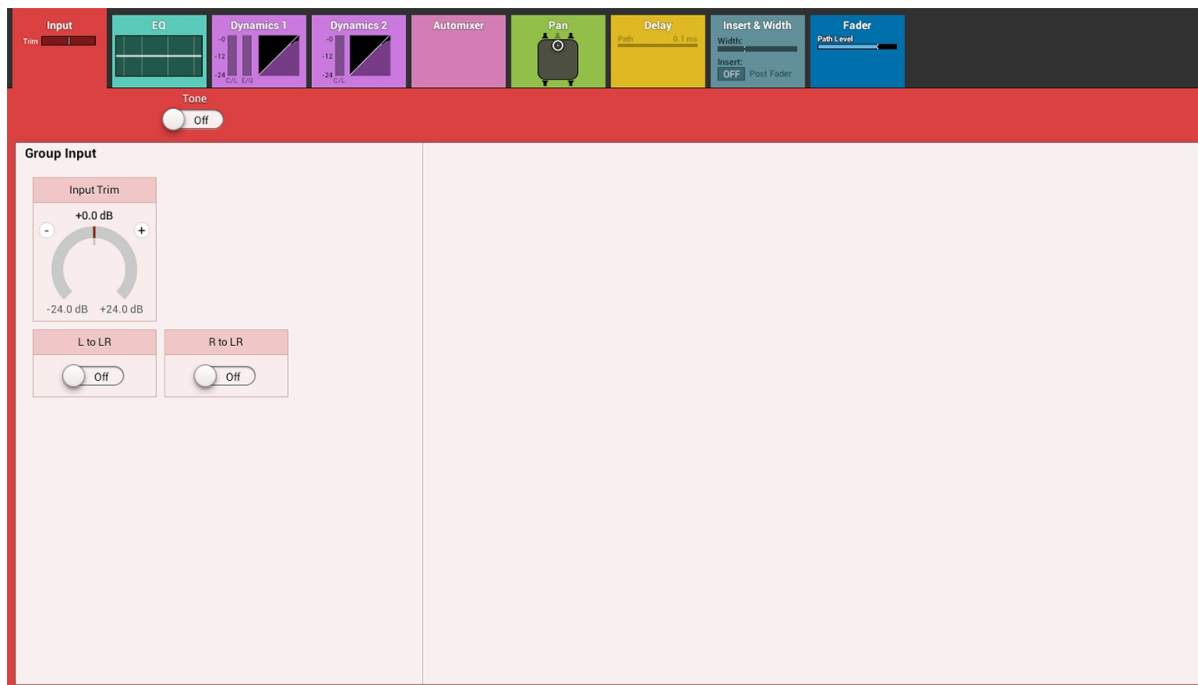 Input
Trim
EQ
Dynamics 1
-0
-12
-24
C/L E/G
Dynamics 2
-0
-12
-24
C/L
Automixer
Pan
Delay
Path 0.1 ms
Insert & Width
Width:
Insert:
OFF Post Fader
Fader
Path Level
Tone
Off
Group Input
Input Trim
+0.0 dB
- +
-24.0 dB +24.0 dB
L to LR R to LR
Off Off